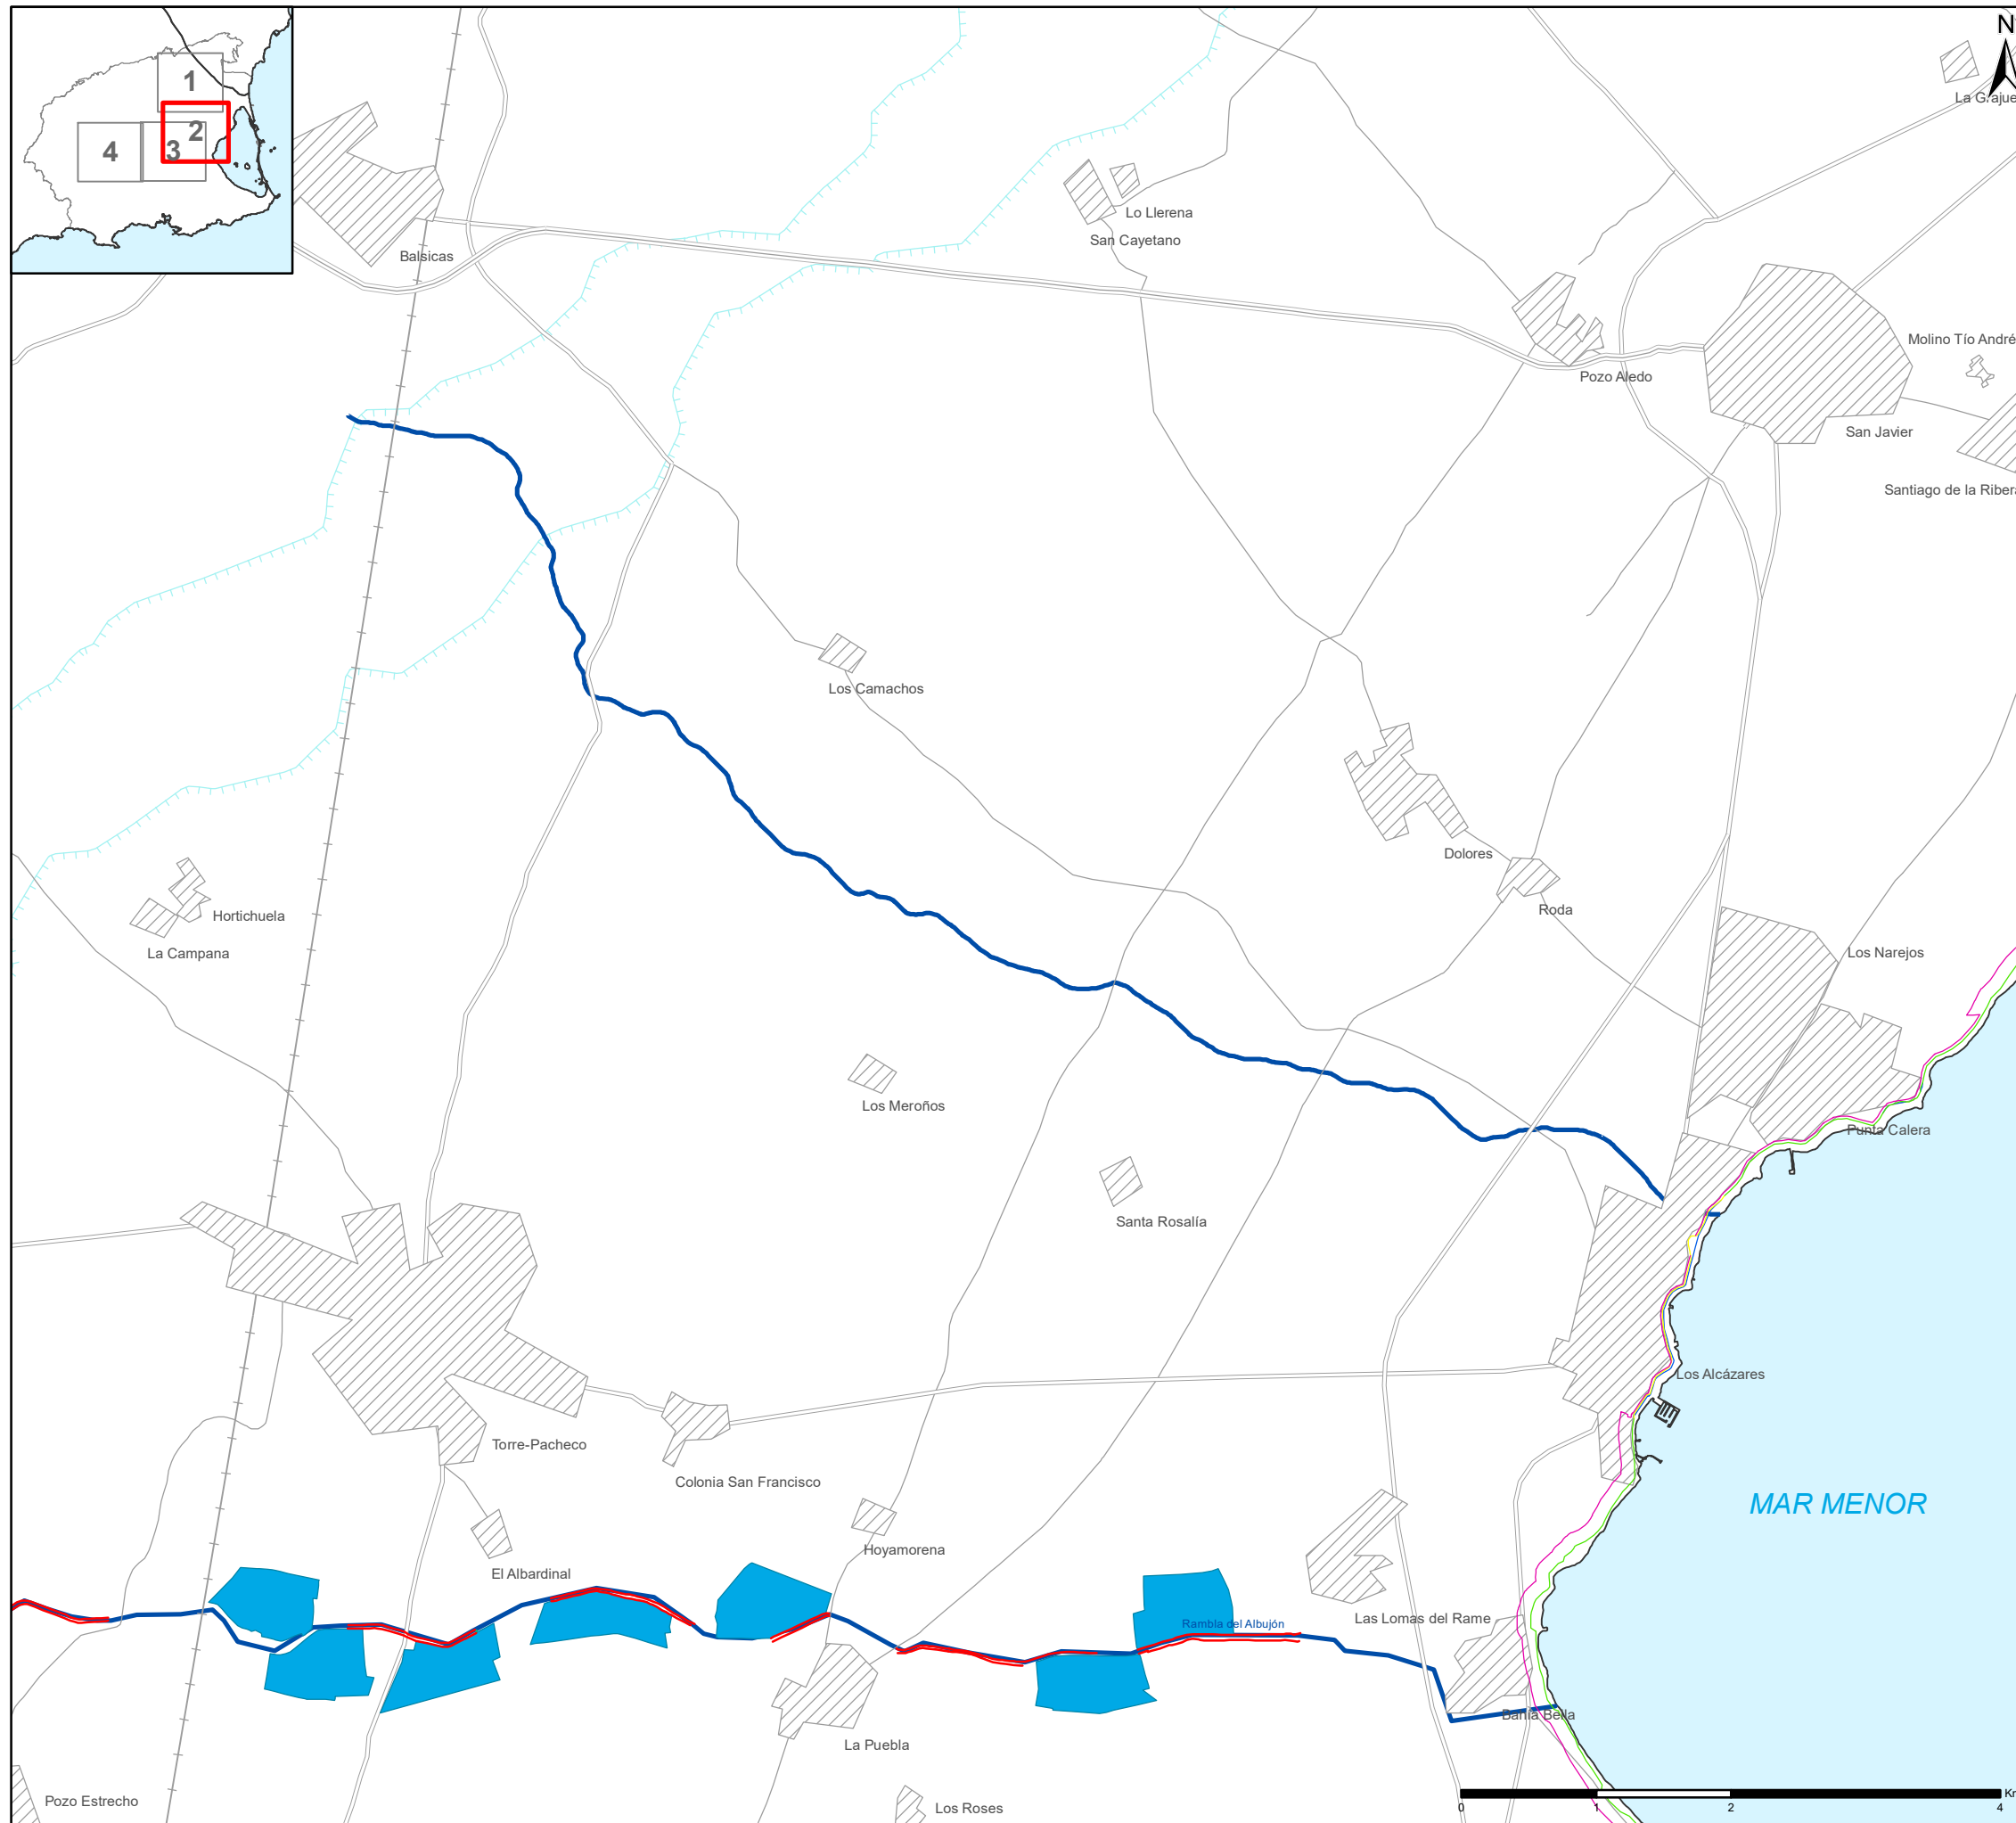 N
1
2
3
4
La Grajue
Lo Llerena
San Cayetano
Balsicas
Molino Tío André
Pozo Aledo
San Javier
Santiago de la Ribera
Los Camachos
Dolores
Roda
Hortichuela
La Campana
Los Narejos
Los Meroños
Punta Calera
Santa Rosalía
Los Alcázares
Torre-Pacheco
Colonia San Francisco
MAR MENOR
Hoyamorena
El Albardinal
Las Lomas del Rame
Rambla del Albujón
Bahía Bella
La Puebla
Pozo Estrecho
Los Roses
0 1 2 4 Km